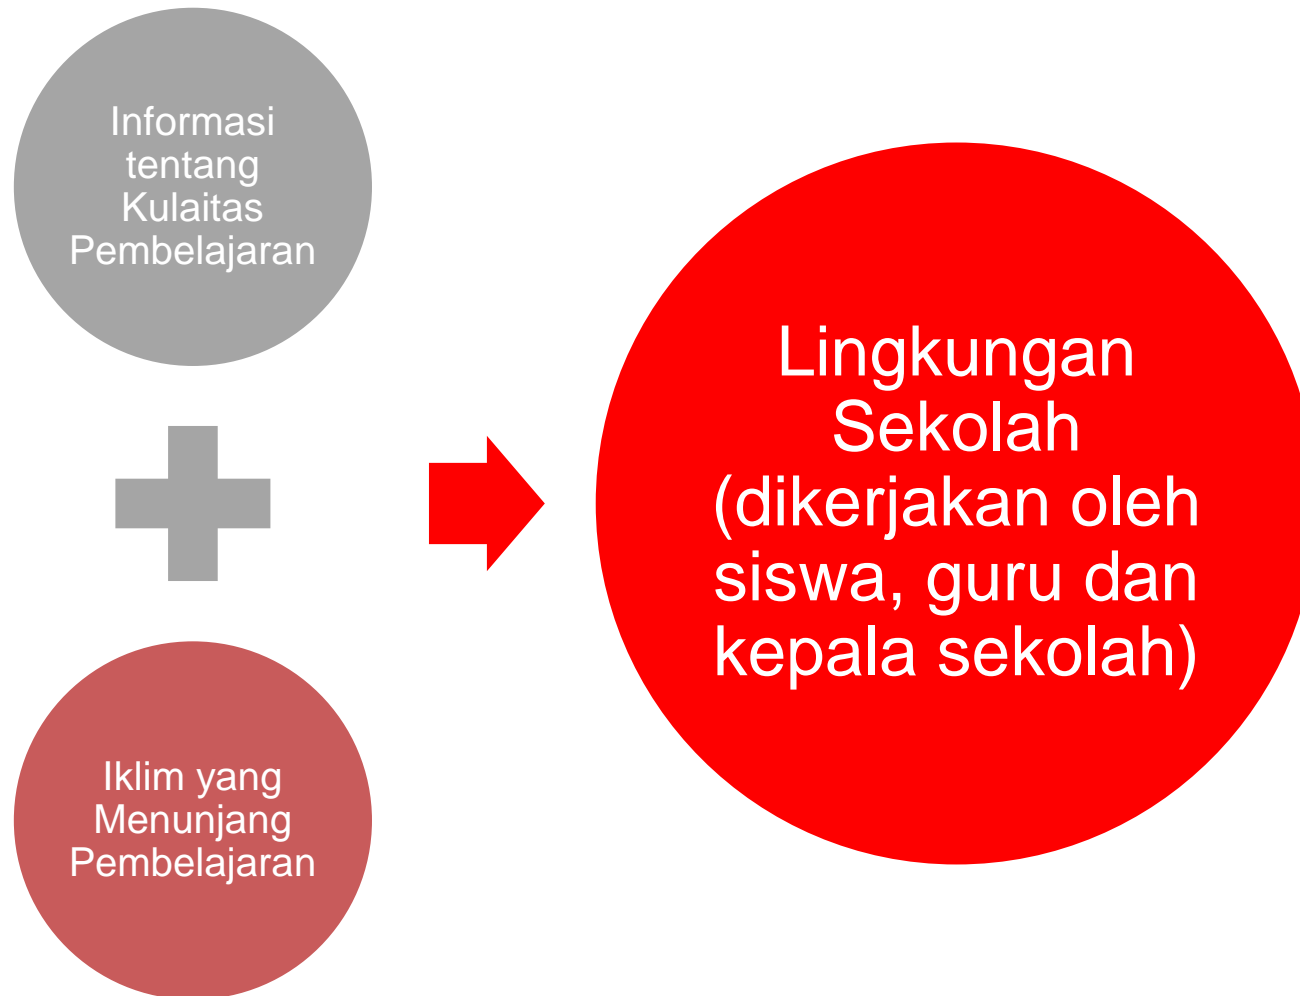 Informasi
tentang
Kulaitas
Pembelajaran
Iklim yang
Menunjang
Pembelajaran
Lingkungan
Sekolah
(dikerjakan oleh
siswa, guru dan
kepala sekolah)